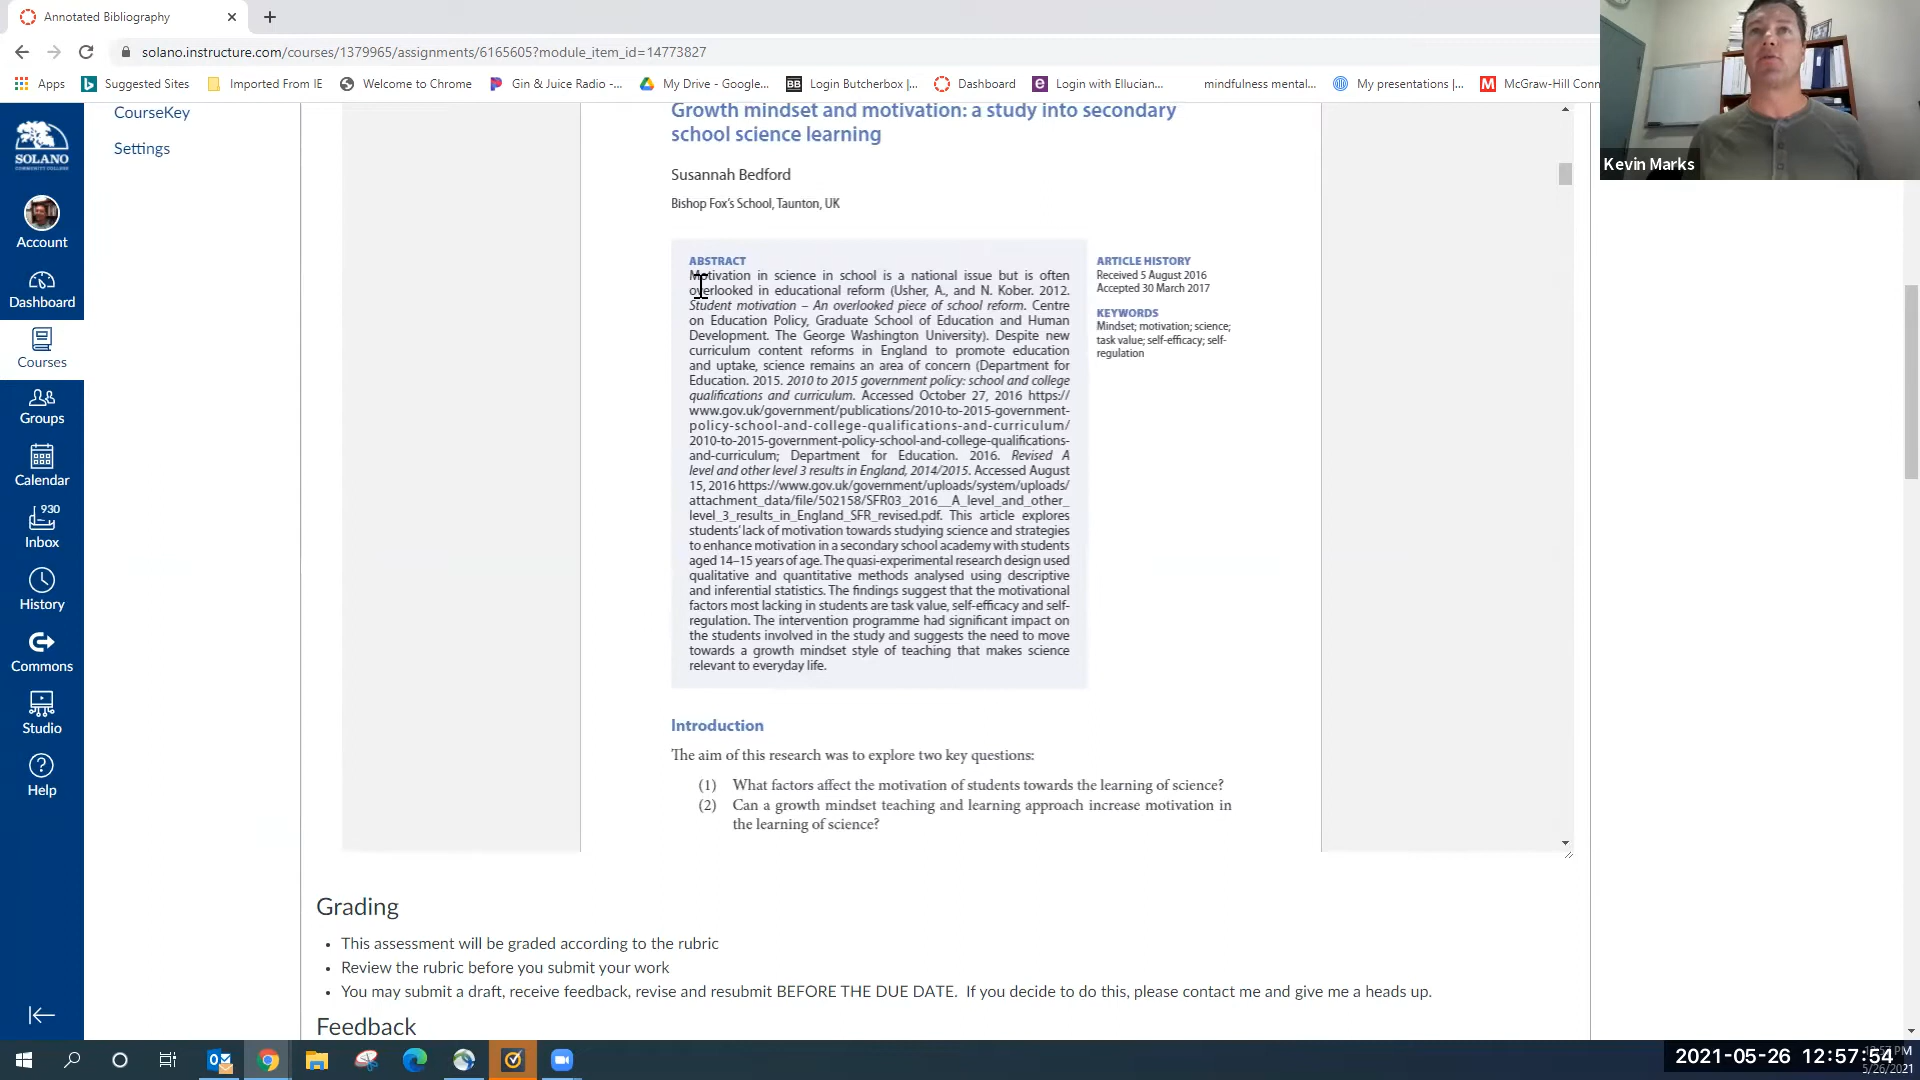 Annotated Bibliography
solano.instructure.com/courses/1379965/assignments/6165605?module_item_id=14773827
Apps
Suggested Sites
Imported From IE
Welcome to Chrome
Gin & Juice Radio -...
My Drive - Google...
Login Butcherbox |...
Dashboard
Login with Ellucian...
mindfulness mental...
My presentations |...
McGraw-Hill Conn
Kevin Marks
SOLANO
COMMUNITY COLLEGE
Account
Dashboard
Courses
Groups
Calendar
930
Inbox
History
Commons
Studio
Help
CourseKey
Settings
Growth mindset and motivation: a study into secondary
school science learning
Susannah Bedford
Bishop Fox's School, Taunton, UK
ABSTRACT
Motivation in science in school is a national issue but is often
overlooked in educational reform (Usher, A., and N. Kober. 2012.
Student motivation – An overlooked piece of school reform. Centre
on Education Policy, Graduate School of Education and Human
Development. The George Washington University). Despite new
curriculum content reforms in England to promote education
and uptake, science remains an area of concern (Department for
Education. 2015. 2010 to 2015 government policy: school and college
qualifications and curriculum. Accessed October 27, 2016 https://
www.gov.uk/government/publications/2010-to-2015-government-
policy-school-and-college-qualifications-and-curriculum/
2010-to-2015-government-policy-school-and-college-qualifications-
and-curriculum; Department for Education. 2016. Revised A
level and other level 3 results in England, 2014/2015. Accessed August
15, 2016 https://www.gov.uk/government/uploads/system/uploads/
attachment_data/file/502158/SFR03_2016__A_level_and_other_
level_3_results_in_England_SFR_revised.pdf. This article explores
students' lack of motivation towards studying science and strategies
to enhance motivation in a secondary school academy with students
aged 14–15 years of age. The quasi-experimental research design used
qualitative and quantitative methods analysed using descriptive
and inferential statistics. The findings suggest that the motivational
factors most lacking in students are task value, self-efficacy and self-
regulation. The intervention programme had significant impact on
the students involved in the study and suggests the need to move
towards a growth mindset style of teaching that makes science
relevant to everyday life.
ARTICLE HISTORY
Received 5 August 2016
Accepted 30 March 2017
KEYWORDS
Mindset; motivation; science;
task value; self-efficacy; self-
regulation
Introduction
The aim of this research was to explore two key questions:
(1) What factors affect the motivation of students towards the learning of science?
(2) Can a growth mindset teaching and learning approach increase motivation in
the learning of science?
Grading
• This assessment will be graded according to the rubric
• Review the rubric before you submit your work
• You may submit a draft, receive feedback, revise and resubmit BEFORE THE DUE DATE. If you decide to do this, please contact me and give me a heads up.
Feedback
2021-05-26 12:57:54
5/26/2021